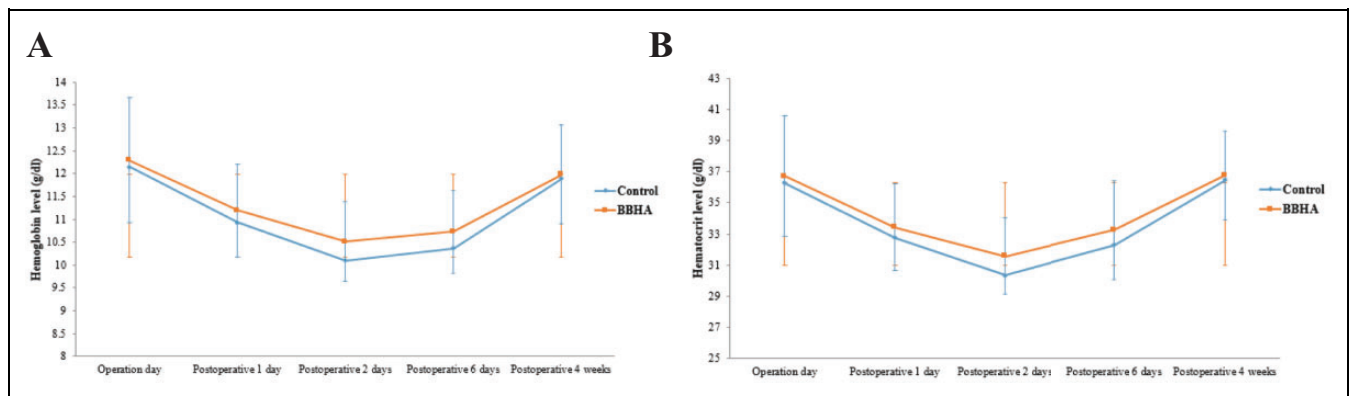 A
Hemoglobin level (g/dl)
14
13.5
13
12.5
12
11.5
11
10.5
10
9.5
9
8.5
8
Operation day
Postoperative 1 day
Postoperative 2 days
Postoperative 6 days
Postoperative 4 weeks
Control
BBHA
B
Hematocrit level (g/dl)
43
41
39
37
35
33
31
29
27
25
Operation day
Postoperative 1 day
Postoperative 2 days
Postoperative 6 days
Postoperative 4 weeks
Control
BBHA